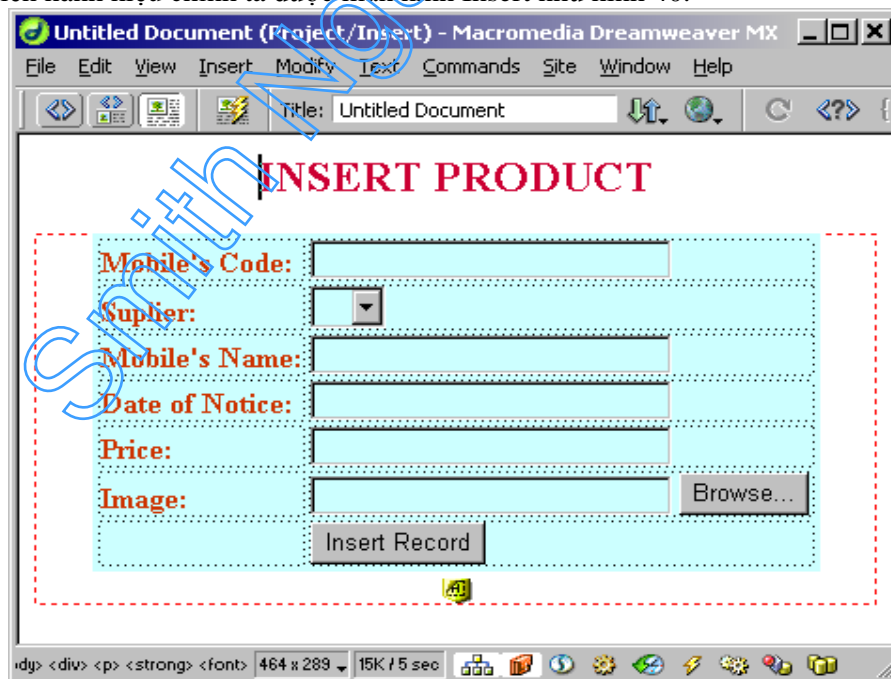 Untitled Document (Project/Insert) - Macromedia Dreamweaver MX
File Edit View Insert Modify Text Commands Site Window Help
Title: Untitled Document
INSERT PRODUCT
Mobile's Code:
Suplier:
Mobile's Name:
Date of Notice:
Price:
Image: Browse...
Insert Record
<div> <p> <strong> <font> 464 x 289 15K / 5 sec
Smith